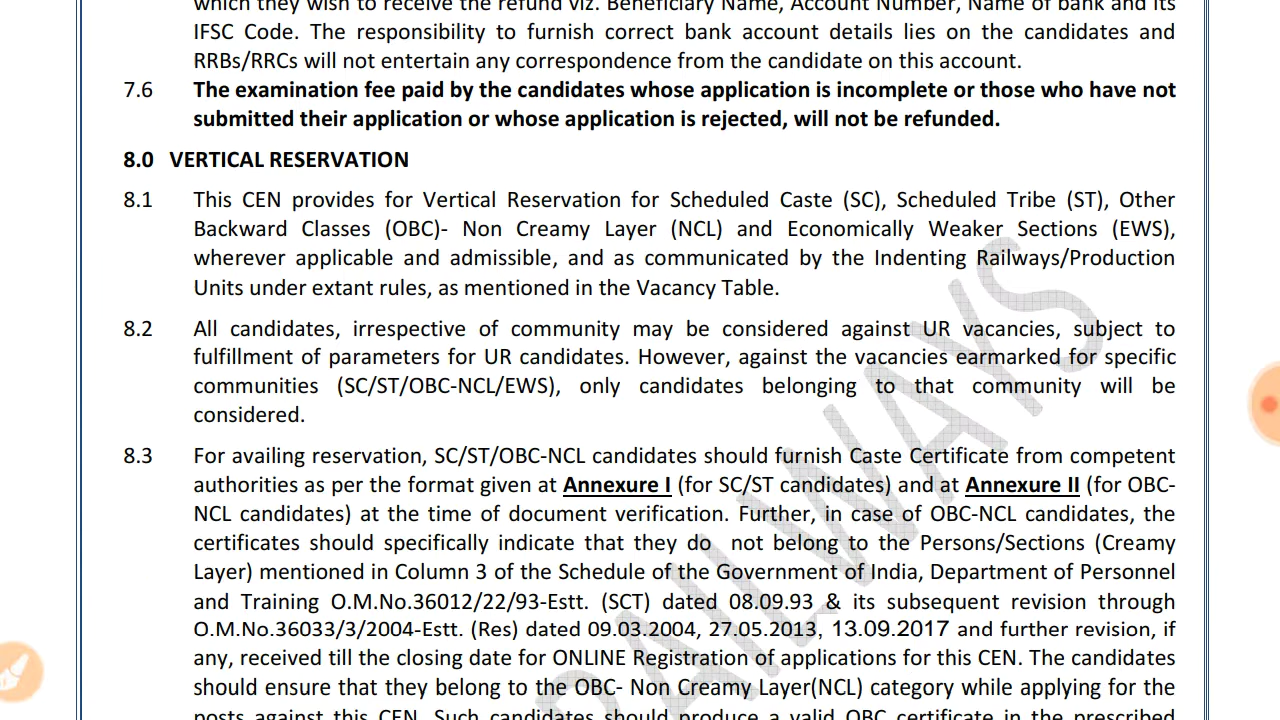 which they wish to receive the refund viz. Beneficiary Name, Account Number, Name of bank and its
IFSC Code. The responsibility to furnish correct bank account details lies on the candidates and
RRBs/RRCs will not entertain any correspondence from the candidate on this account.
7.6 The examination fee paid by the candidates whose application is incomplete or those who have not
submitted their application or whose application is rejected, will not be refunded.
8.0 VERTICAL RESERVATION
8.1 This CEN provides for Vertical Reservation for Scheduled Caste (SC), Scheduled Tribe (ST), Other
Backward Classes (OBC)- Non Creamy Layer (NCL) and Economically Weaker Sections (EWS),
wherever applicable and admissible, and as communicated by the Indenting Railways/Production
Units under extant rules, as mentioned in the Vacancy Table.
8.2 All candidates, irrespective of community may be considered against UR vacancies, subject to
fulfillment of parameters for UR candidates. However, against the vacancies earmarked for specific
communities (SC/ST/OBC-NCL/EWS), only candidates belonging to that community will be
considered.
8.3 For availing reservation, SC/ST/OBC-NCL candidates should furnish Caste Certificate from competent
authorities as per the format given at Annexure I (for SC/ST candidates) and at Annexure II (for OBC-
NCL candidates) at the time of document verification. Further, in case of OBC-NCL candidates, the
certificates should specifically indicate that they do not belong to the Persons/Sections (Creamy
Layer) mentioned in Column 3 of the Schedule of the Government of India, Department of Personnel
and Training O.M.No.36012/22/93-Estt. (SCT) dated 08.09.93 & its subsequent revision through
O.M.No.36033/3/2004-Estt. (Res) dated 09.03.2004, 27.05.2013, 13.09.2017 and further revision, if
any, received till the closing date for ONLINE Registration of applications for this CEN. The candidates
should ensure that they belong to the OBC- Non Creamy Layer(NCL) category while applying for the
posts against this CEN. Such candidates should produce a valid OBC certificate in the prescribed
RAILWAYS